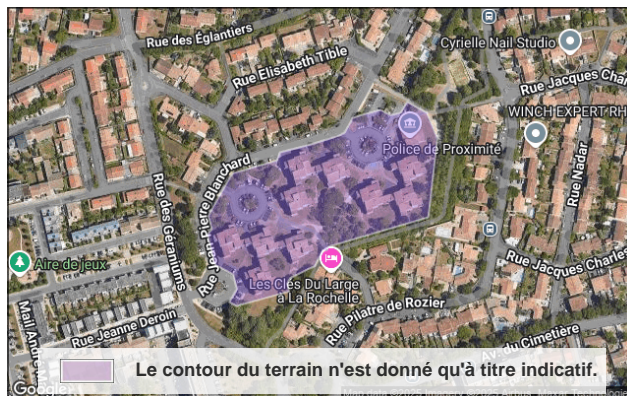 Rue des Églantiers
Cyrielle Nail Studio
Rue Elisabeth Tible
Rue Jacques Char
WINCH EXPERT RH
Police de Proximité
Rue Jean-Pierre Blanchard
Rue des Géraniums
Rue Nadar
Aire de jeux
Les Clés Du Large
à La Rochelle
Rue Jacques Charles
Rue Pilatre de Rozier
Rue Jeanne Deroin
Av. du Cimetière
Le contour du terrain n'est donné qu'à titre indicatif.
Google